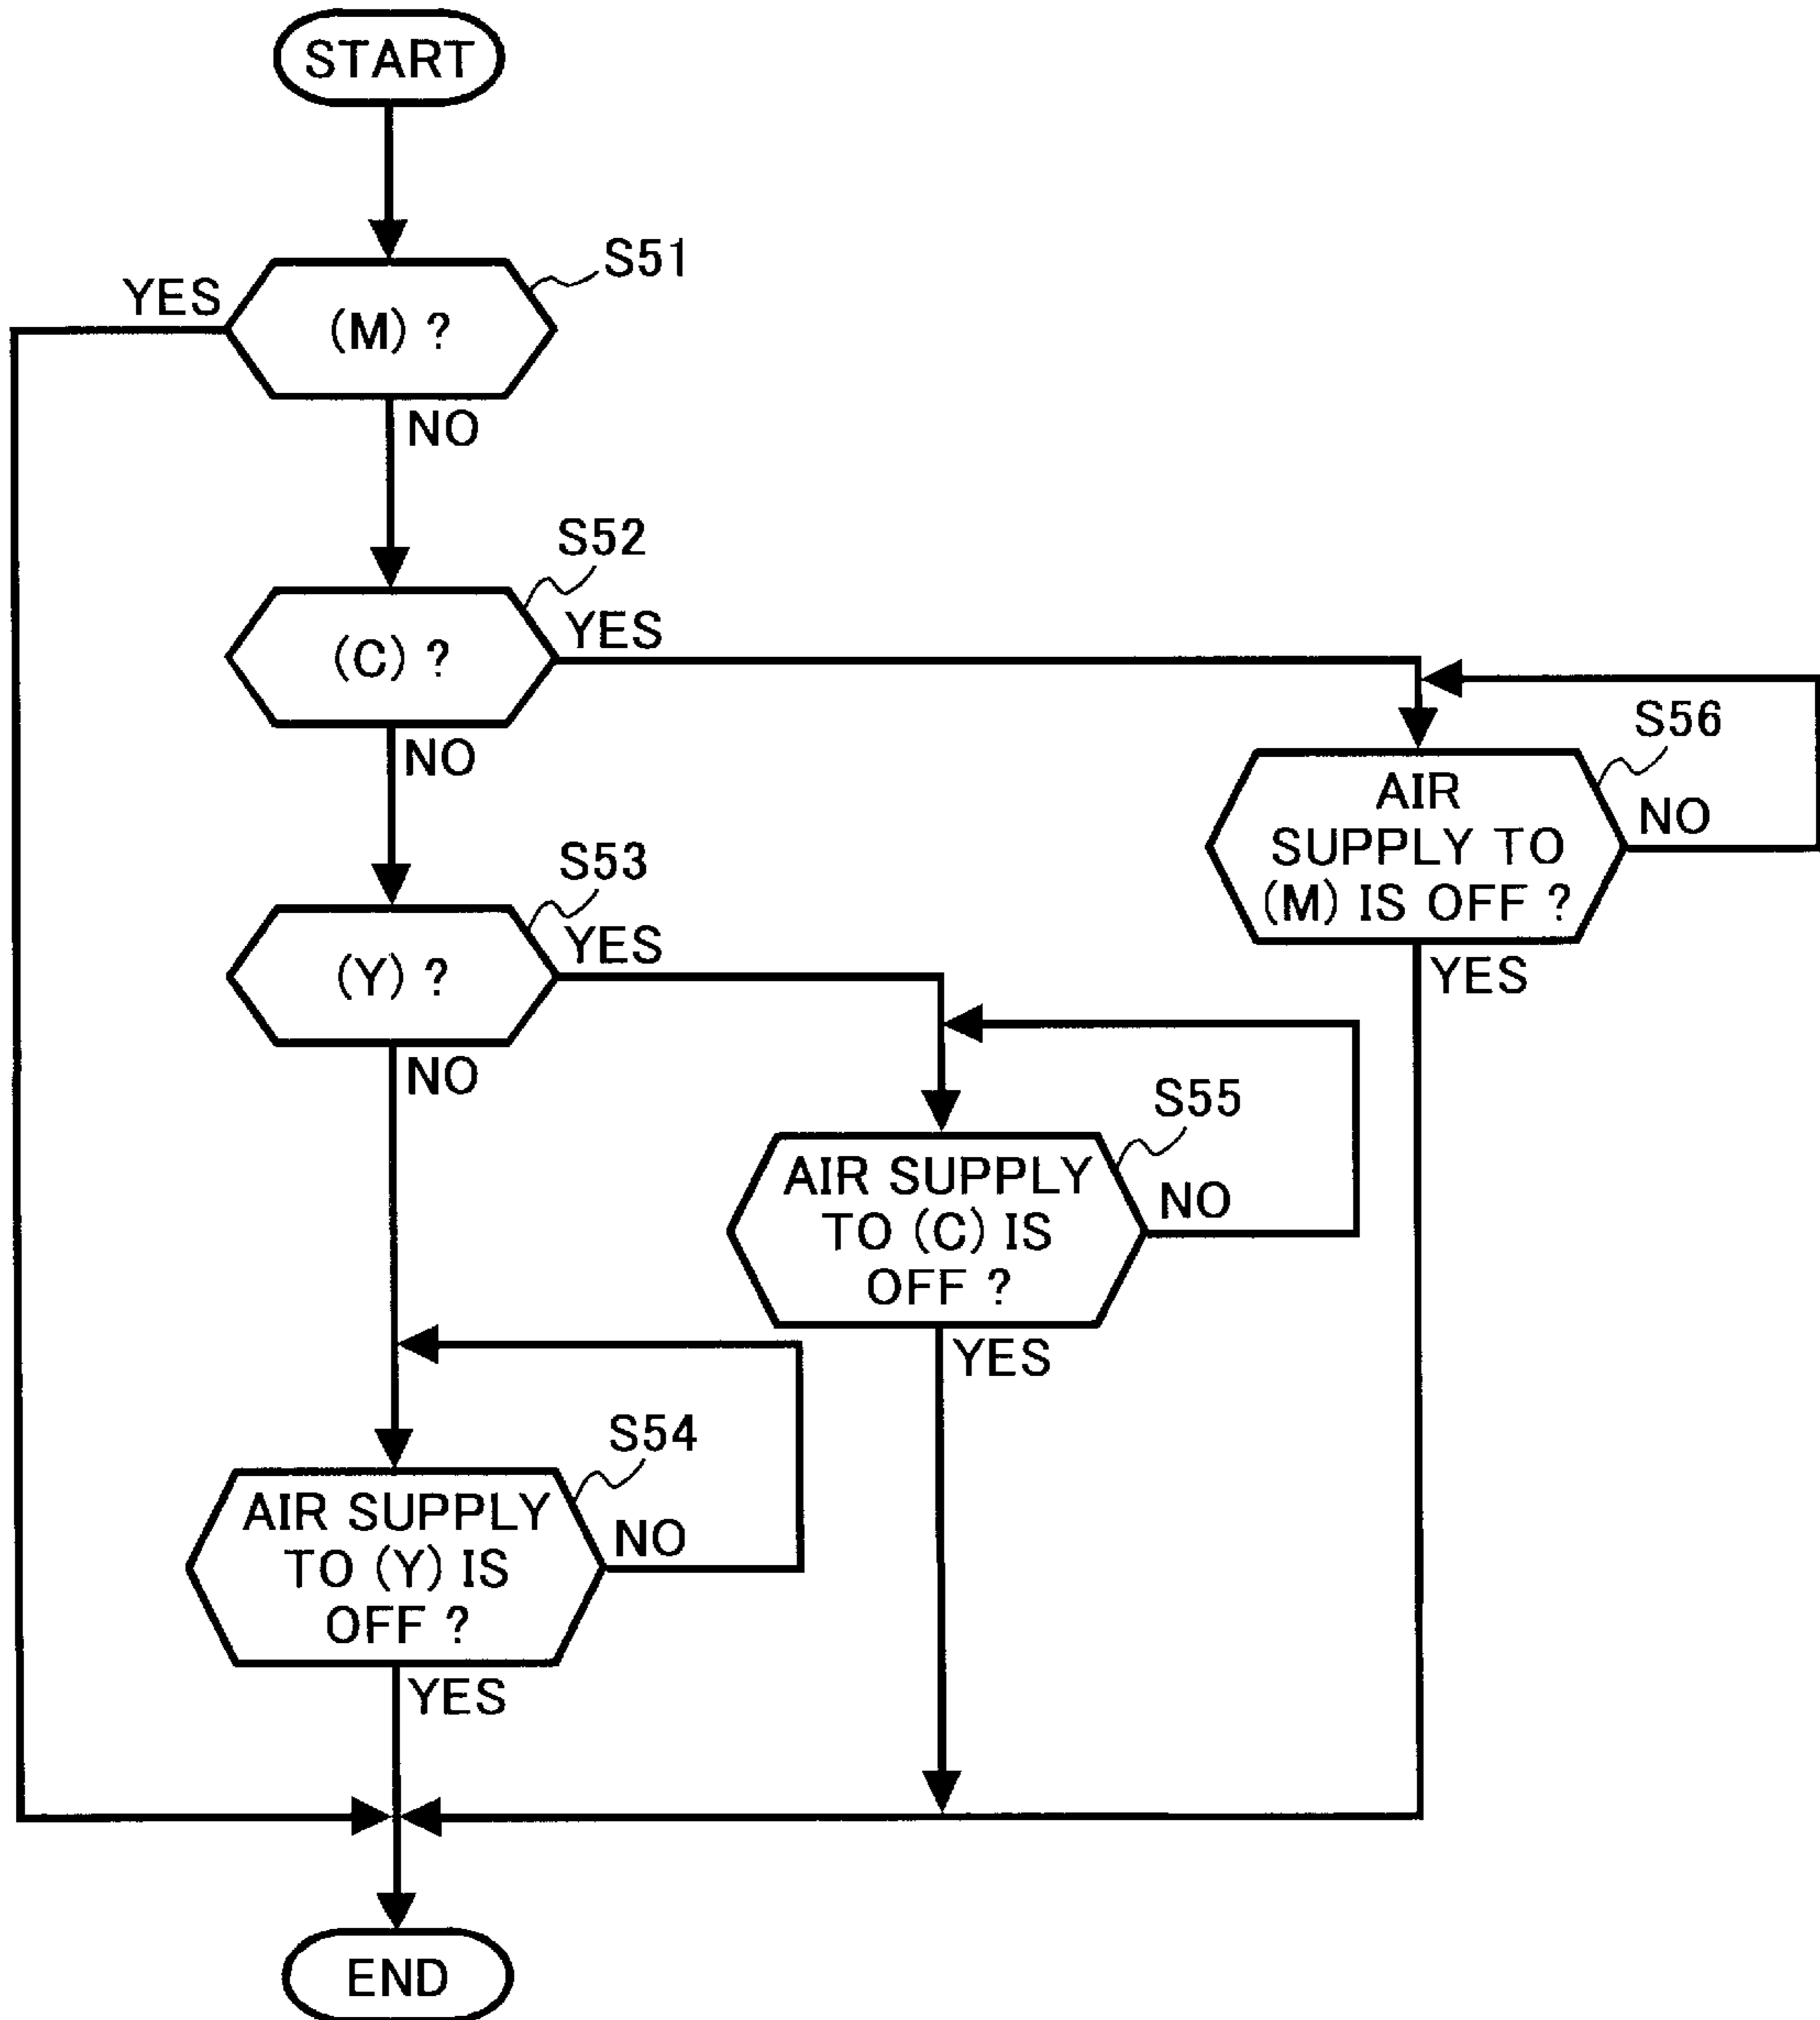 START
S51
YES
(M) ?
NO
S52
YES
(C) ?
NO
S56
AIR
SUPPLY TO
(M) IS OFF ?
NO
YES
S53
YES
(Y) ?
NO
S55
AIR SUPPLY
TO (C) IS
OFF ?
NO
YES
S54
AIR SUPPLY
TO (Y) IS
OFF ?
NO
YES
END